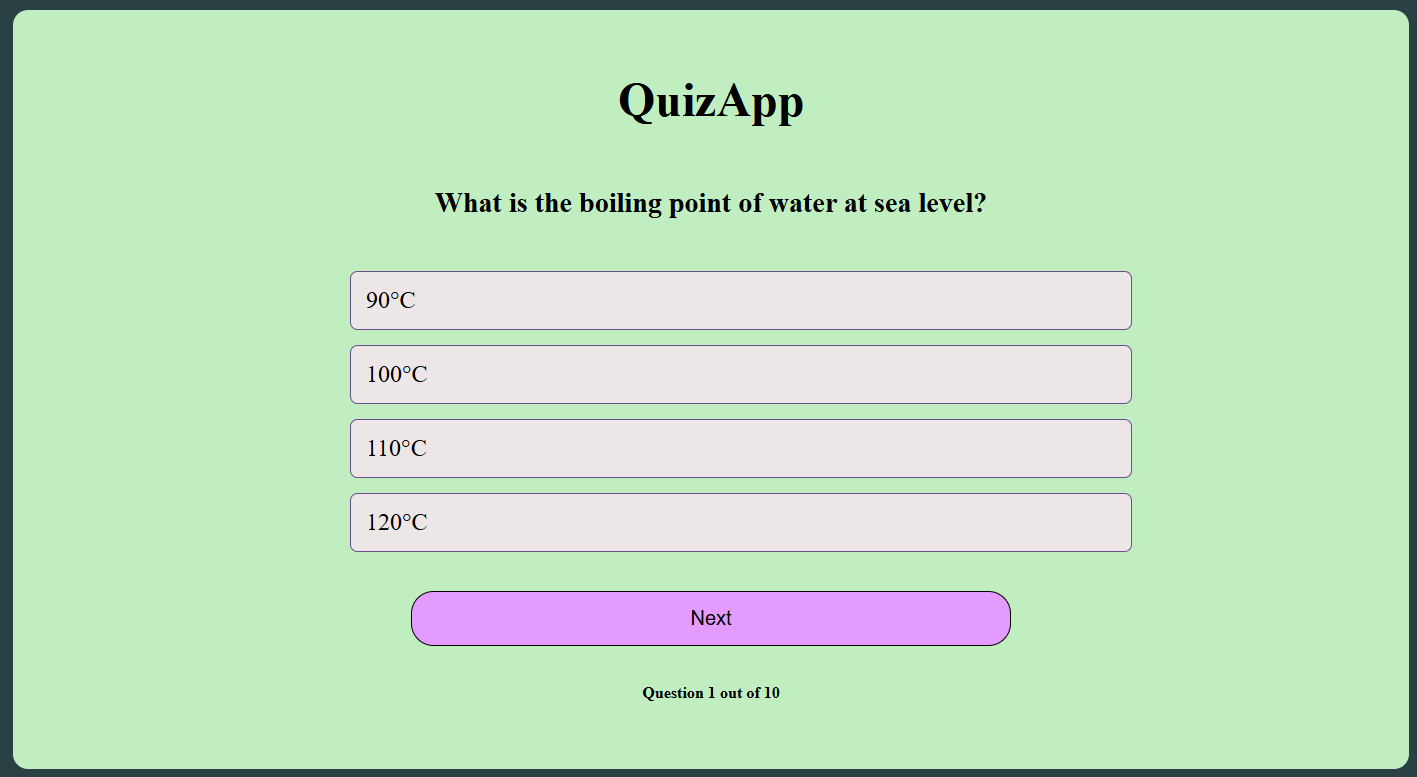 QuizApp
What is the boiling point of water at sea level?
90°C
100°C
110°C
120°C
Next
Question 1 out of 10